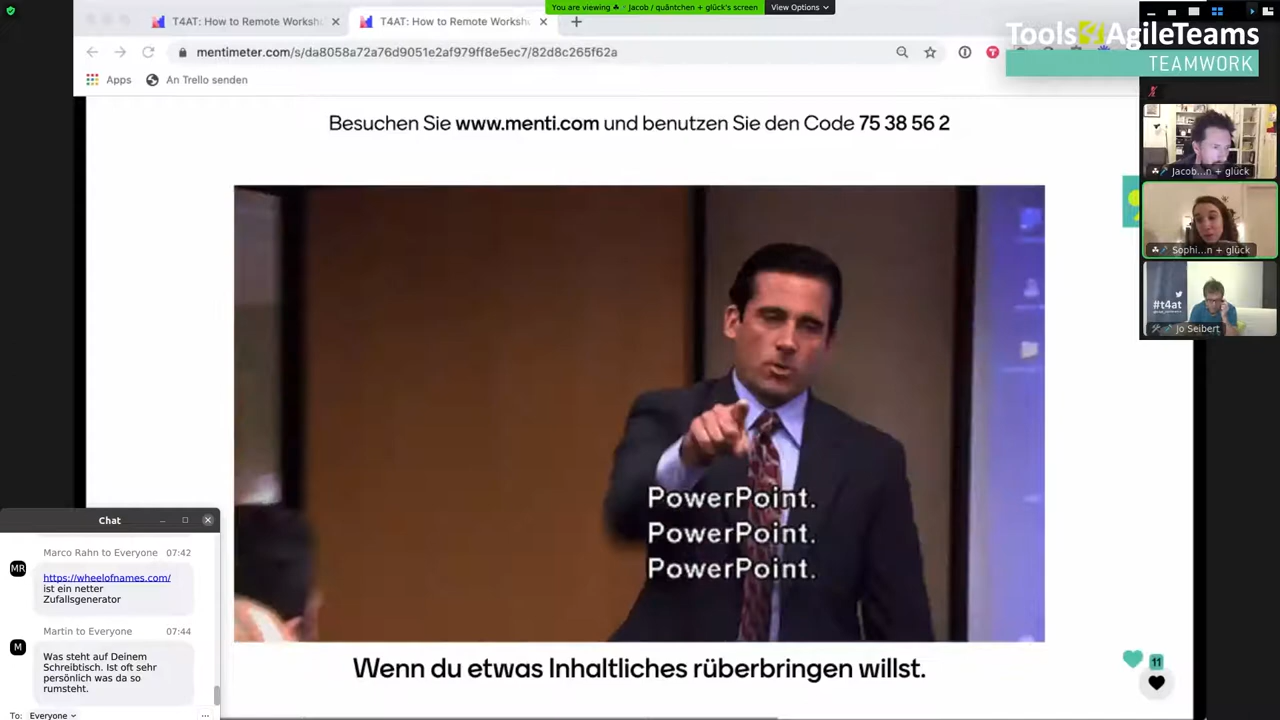 T4AT: How to Remote Worksh
T4AT: How to Remote Worksh
You are viewing Jacob / quäntchen + glück's screen
View Options
mentimeter.com/s/da8058a72a76d9051e2af979ff8e5ec7/82d8c265f62a
Apps
An Trello senden
Tools4AgileTeams
TEAMWORK
Besuchen Sie www.menti.com und benutzen Sie den Code 75 38 56 2
Jacob...n + glück
Sophi...n + glück
#t4at
Jo Seibert
PowerPoint.
PowerPoint.
PowerPoint.
Wenn du etwas Inhaltliches rüberbringen willst.
11
Chat
Marco Rahn to Everyone 07:42
MR
https://wheelofnames.com/
ist ein netter
Zufallsgenerator
Martin to Everyone 07:44
M
Was steht auf Deinem
Schreibtisch. Ist oft sehr
persönlich was da so
rumsteht.
To: Everyone